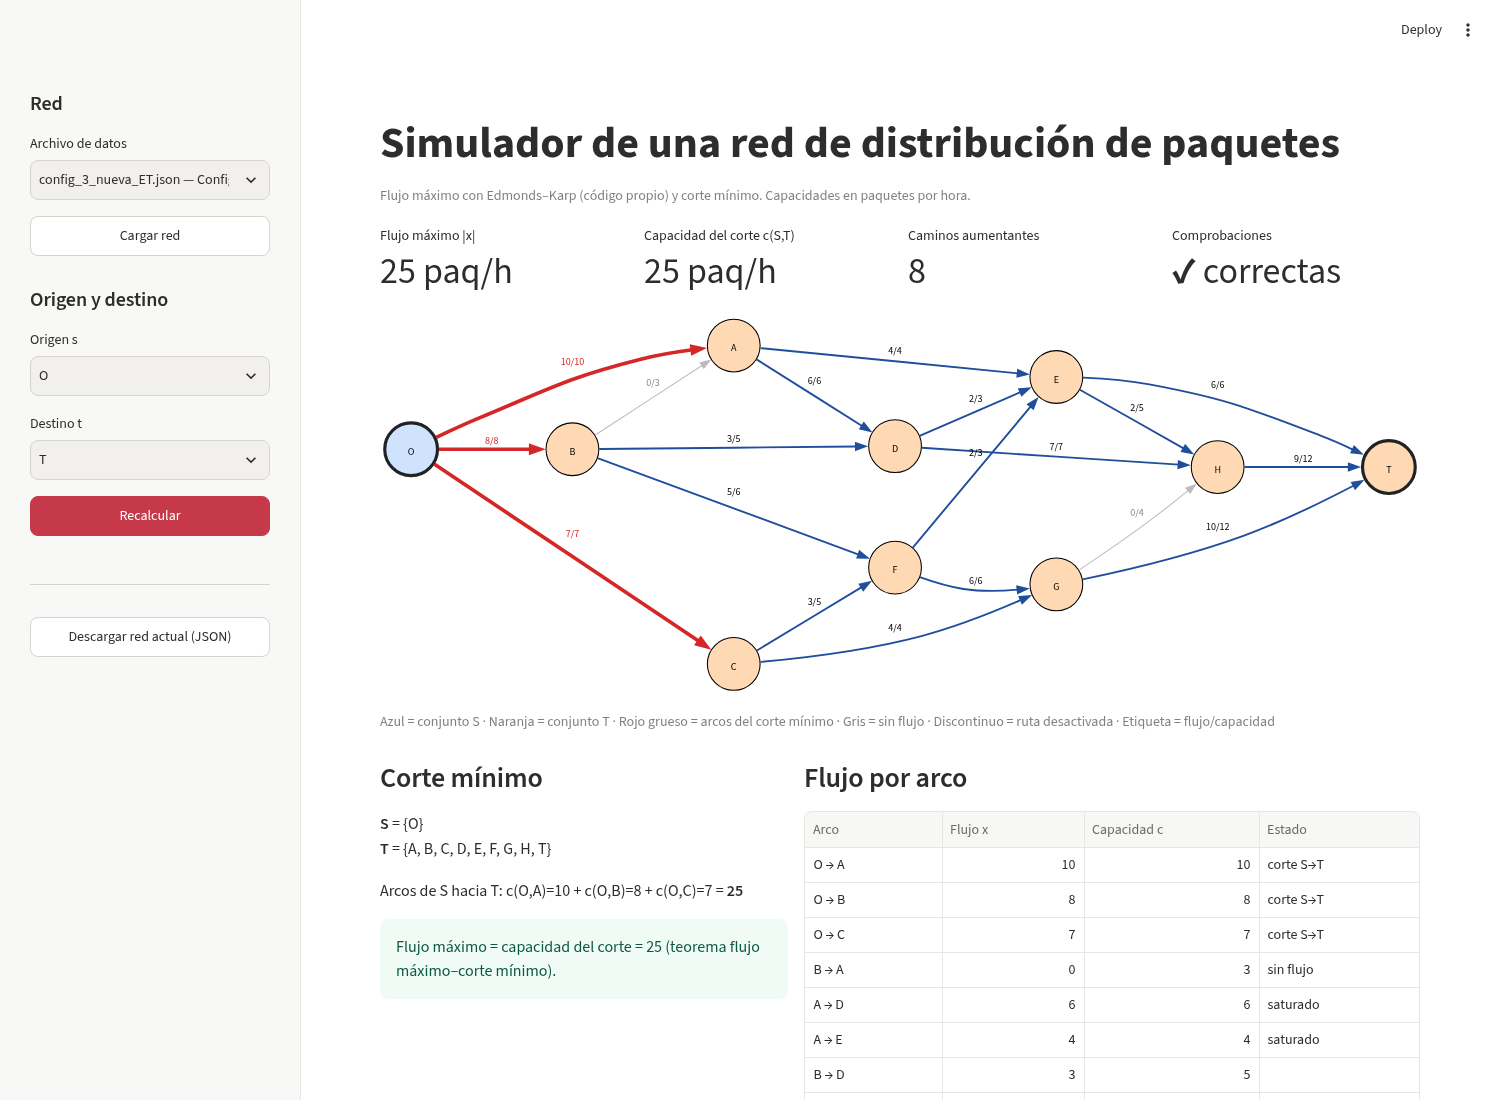 Deploy
Red
Archivo de datos
config_3_nueva_ET.json — Confi
Cargar red
Origen y destino
Origen s
O
Destino t
T
Recalcular
Descargar red actual (JSON)
Simulador de una red de distribución de paquetes
Flujo máximo con Edmonds–Karp (código propio) y corte mínimo. Capacidades en paquetes por hora.
Flujo máximo |x|
25 paq/h
Capacidad del corte c(S,T)
25 paq/h
Caminos aumentantes
8
Comprobaciones
✓ correctas
10/10
0/3
8/8
7/7
4/4
6/6
3/5
5/6
2/3
2/3
7/7
3/5
6/6
4/4
6/6
2/5
9/12
0/4
10/12
O
A
B
C
D
E
F
G
H
T
Azul = conjunto S · Naranja = conjunto T · Rojo grueso = arcos del corte mínimo · Gris = sin flujo · Discontinuo = ruta desactivada · Etiqueta = flujo/capacidad
Corte mínimo
S = {O}
T = {A, B, C, D, E, F, G, H, T}
Arcos de S hacia T: c(O,A)=10 + c(O,B)=8 + c(O,C)=7 = 25
Flujo máximo = capacidad del corte = 25 (teorema flujo
máximo–corte mínimo).
Flujo por arco
Arco Flujo x Capacidad c Estado
O → A 10 10 corte S→T
O → B 8 8 corte S→T
O → C 7 7 corte S→T
B → A 0 3 sin flujo
A → D 6 6 saturado
A → E 4 4 saturado
B → D 3 5